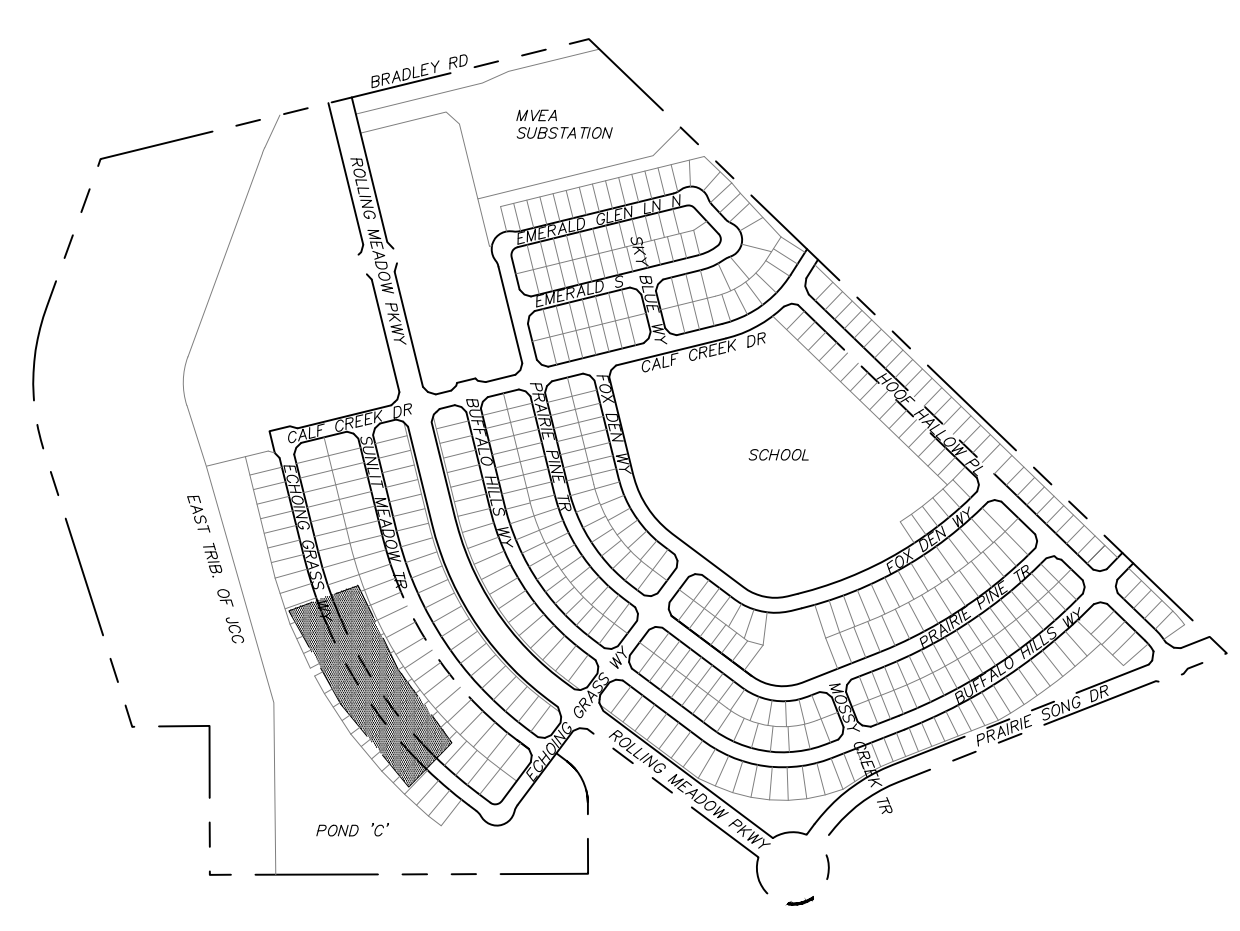 BRADLEY RD
MVEA
SUBSTATION
ROLLING MEADOW PKWY
EMERALD GLEN LN N
SKY BLUE WY
EMERALD S
CALF CREEK DR
CALF CREEK DR
FOX DEN WY
PRAIRIE PINE TR
BUFFALO HILLS WY
HOOF HALLOW PL
SCHOOL
SUNLIT MEADOW TR
ECHOING GRASS WY
EAST TRIB. OF JCC
FOX DEN WY
PRAIRIE PINE TR
BUFFALO HILLS WY
ECHOING GRASS WY
MOSSY CREEK TR
PRAIRIE SONG DR
ROLLING MEADOW PKWY
POND 'C'